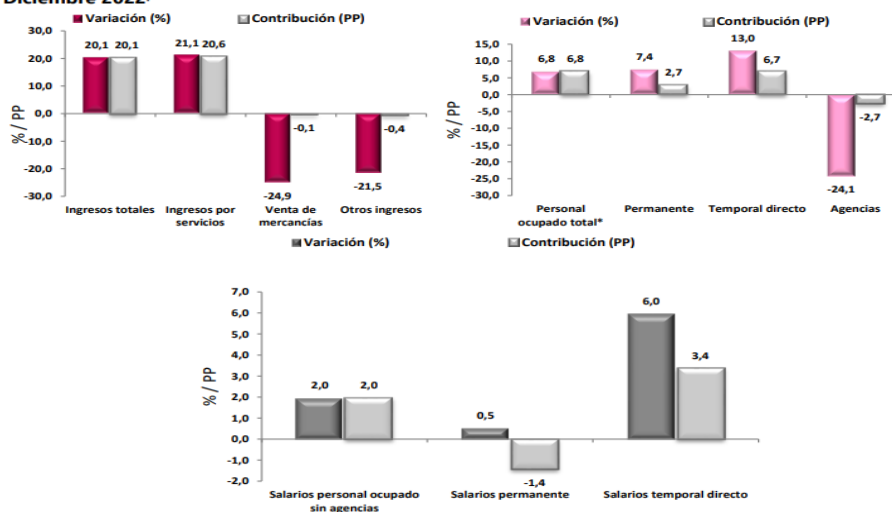 Diciembre 2022
Variación (%) Contribución (PP)
30,0
20,0
10,0
0,0
-10,0
-20,0
-30,0
% / PP
20,1 20,1 21,1 20,6
-0,1
-0,4
-24,9
-21,5
Ingresos totales Ingresos por servicios Venta de mercancías Otros ingresos
Variación (%) Contribución (PP)
15,0
10,0
5,0
0,0
-5,0
-10,0
-15,0
-20,0
-25,0
-30,0
% / PP
6,8 6,8 7,4 2,7 13,0 6,7
-2,7
-24,1
Personal ocupado total* Permanente Temporal directo Agencias
Variación (%) Contribución (PP)
7,0
6,0
5,0
4,0
3,0
2,0
1,0
0,0
-1,0
-2,0
% / PP
2,0 2,0 0,5 -1,4 6,0 3,4
Salarios personal ocupado sin agencias Salarios permanente Salarios temporal directo